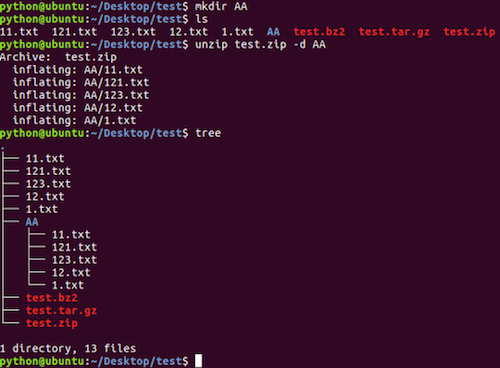 python@ubuntu:~/Desktop/test$ mkdir AA
python@ubuntu:~/Desktop/test$ ls
11.txt  121.txt  123.txt  12.txt  1.txt  AA  test.bz2  test.tar.gz  test.zip
python@ubuntu:~/Desktop/test$ unzip test.zip -d AA
Archive:  test.zip
  inflating: AA/11.txt
  inflating: AA/121.txt
  inflating: AA/123.txt
  inflating: AA/12.txt
  inflating: AA/1.txt
python@ubuntu:~/Desktop/test$ tree
.
├── 11.txt
├── 121.txt
├── 123.txt
├── 12.txt
├── 1.txt
├── AA
│   ├── 11.txt
│   ├── 121.txt
│   ├── 123.txt
│   ├── 12.txt
│   └── 1.txt
├── test.bz2
├── test.tar.gz
└── test.zip

1 directory, 13 files
python@ubuntu:~/Desktop/test$